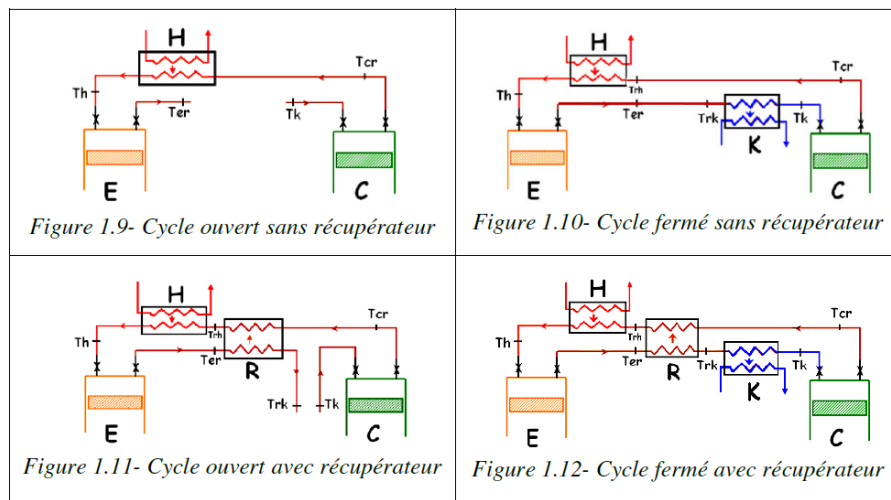 H
Tcr
Th
Ter
Tk
E
C
Figure 1.9- Cycle ouvert sans récupérateur
H
Tcr
Trh
Th
Ter
Trk
Tk
K
E
C
Figure 1.10- Cycle fermé sans récupérateur
H
Tcr
Trh
Th
Ter
R
Trk
Tk
E
C
Figure 1.11- Cycle ouvert avec récupérateur
H
Tcr
Trh
Th
Ter
R
Trk
Tk
K
E
C
Figure 1.12- Cycle fermé avec récupérateur